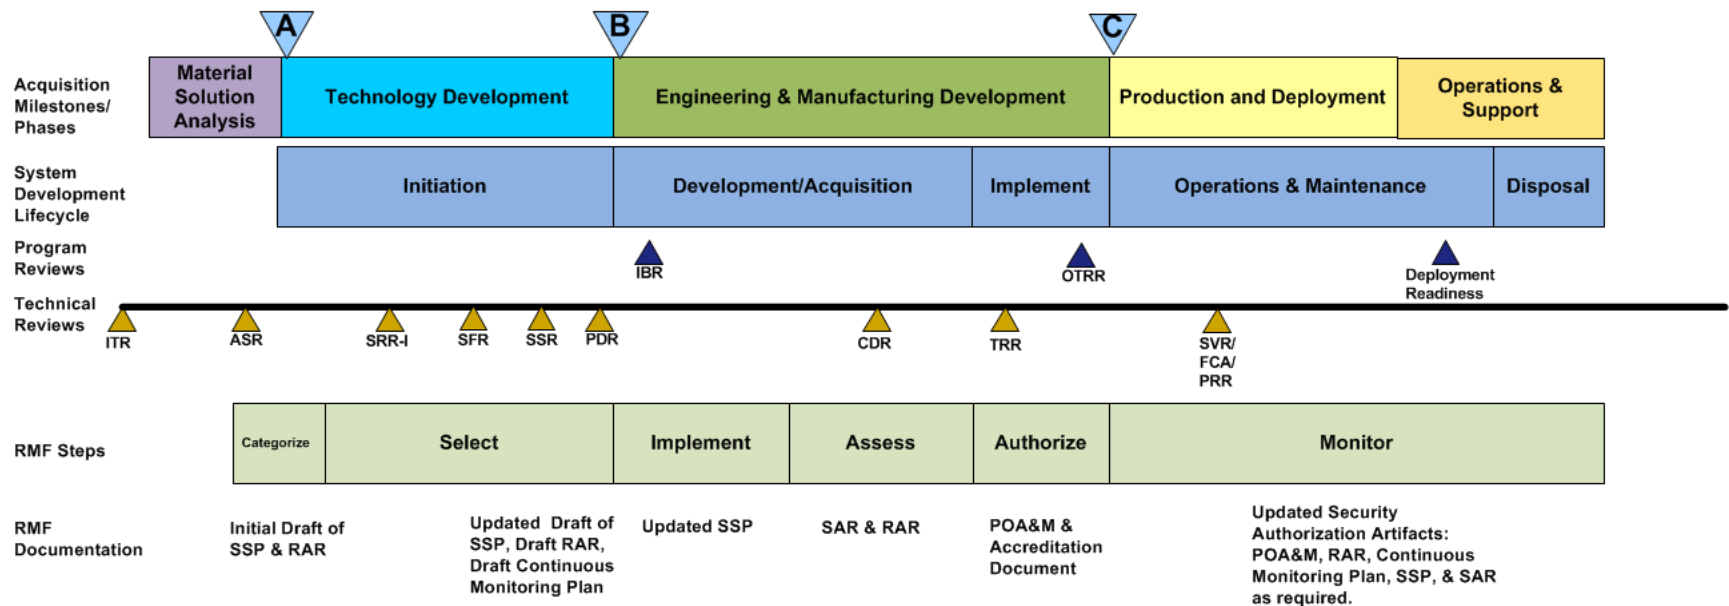 A
B
C
Acquisition
Milestones/
Phases
Material
Solution
Analysis
Technology Development
Engineering & Manufacturing Development
Production and Deployment
Operations &
Support
System
Development
Lifecycle
Initiation
Development/Acquisition
Implement
Operations & Maintenance
Disposal
Program
Reviews
IBR
OTRR
Deployment
Readiness
Technical
Reviews
ITR
ASR
SRR-I
SFR
SSR
PDR
CDR
TRR
SVR/
FCA/
PRR
RMF Steps
Categorize
Select
Implement
Assess
Authorize
Monitor
RMF
Documentation
Initial Draft of
SSP & RAR
Updated Draft of
SSP, Draft RAR,
Draft Continuous
Monitoring Plan
Updated SSP
SAR & RAR
POA&M &
Accreditation
Document
Updated Security
Authorization Artifacts:
POA&M, RAR, Continuous
Monitoring Plan, SSP, & SAR
as required.